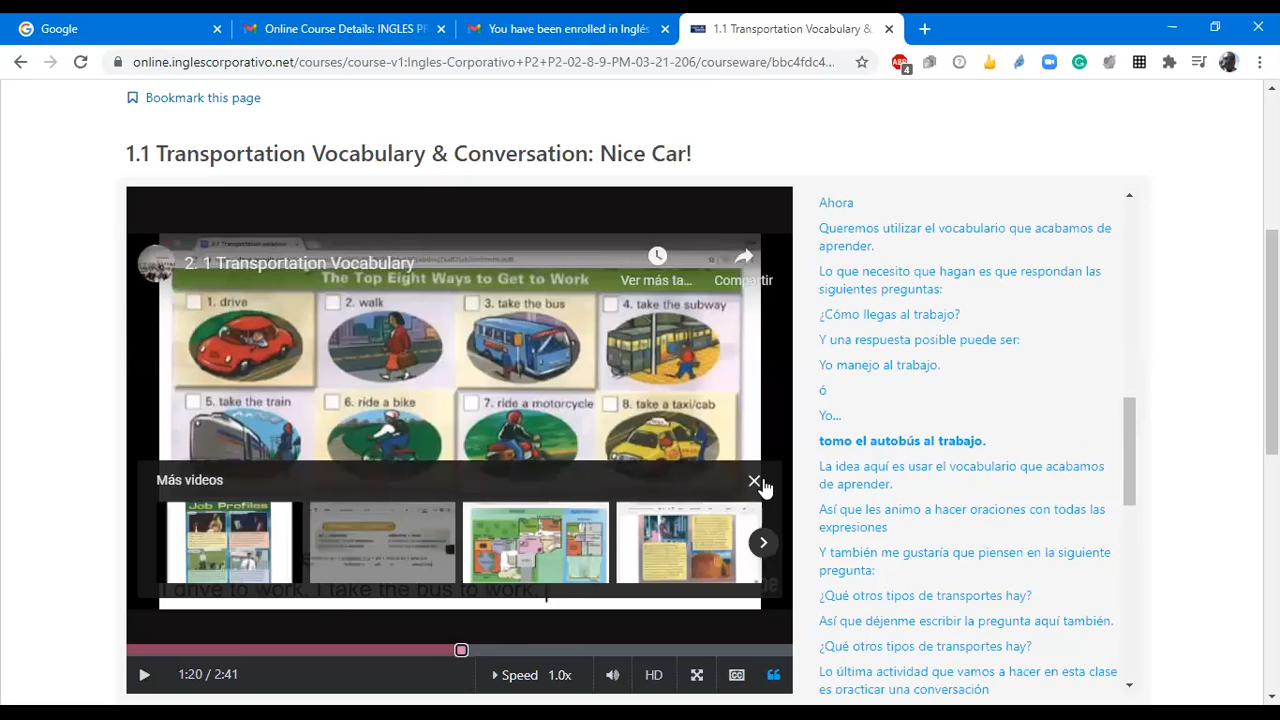 Google
Online Course Details: INGLES P
You have been enrolled in Inglés
1.1 Transportation Vocabulary &
online.inglescorporativo.net/courses/course-v1:Ingles-Corporativo+P2+P2-02-8-9-PM-03-21-206/courseware/bbc4fdc4...
4
Bookmark this page
1.1 Transportation Vocabulary & Conversation: Nice Car!
2: 1 Transportation Vocabulary
Ver más ta...
Compartir
The Top Eight Ways to Get to Work
1. drive
2. walk
3. take the bus
4. take the subway
5. take the train
6. ride a bike
7. ride a motorcycle
8. take a taxi/cab
Más videos
Job Profiles
I drive to work. I take the bus to work.
1:20 / 2:41
Speed 1.0x
HD
Ahora
Queremos utilizar el vocabulario que acabamos de
aprender.
Lo que necesito que hagan es que respondan las
siguientes preguntas:
¿Cómo llegas al trabajo?
Y una respuesta posible puede ser:
Yo manejo al trabajo.
ó
Yo...
tomo el autobús al trabajo.
La idea aquí es usar el vocabulario que acabamos
de aprender.
Así que les animo a hacer oraciones con todas las
expresiones
Y también me gustaría que piensen en la siguiente
pregunta:
¿Qué otros tipos de transportes hay?
Así que déjenme escribir la pregunta aquí también.
¿Qué otros tipos de transportes hay?
Lo última actividad que vamos a hacer en esta clase
es practicar una conversación